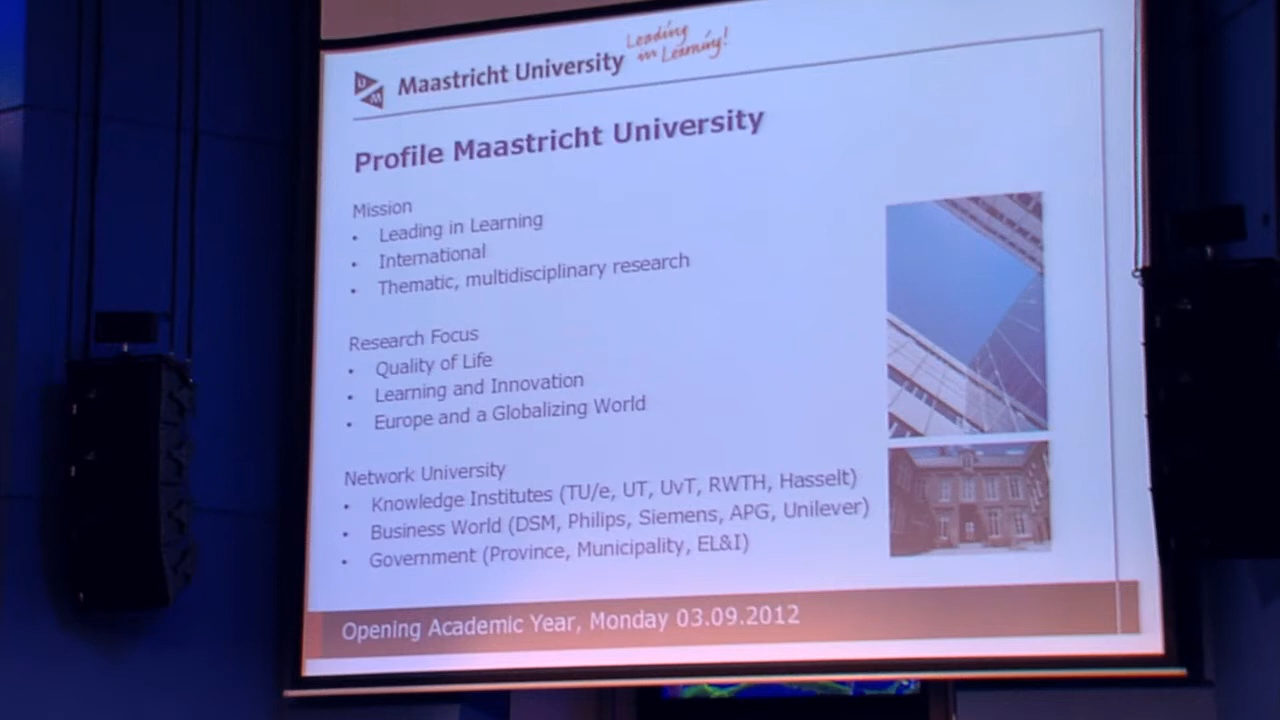 UM
Maastricht University
Leading
in Learning!
Profile Maastricht University
Mission
• Leading in Learning
• International
• Thematic, multidisciplinary research
Research Focus
• Quality of Life
• Learning and Innovation
• Europe and a Globalizing World
Network University
• Knowledge Institutes (TU/e, UT, UvT, RWTH, Hasselt)
• Business World (DSM, Philips, Siemens, APG, Unilever)
• Government (Province, Municipality, EL&I)
Opening Academic Year, Monday 03.09.2012